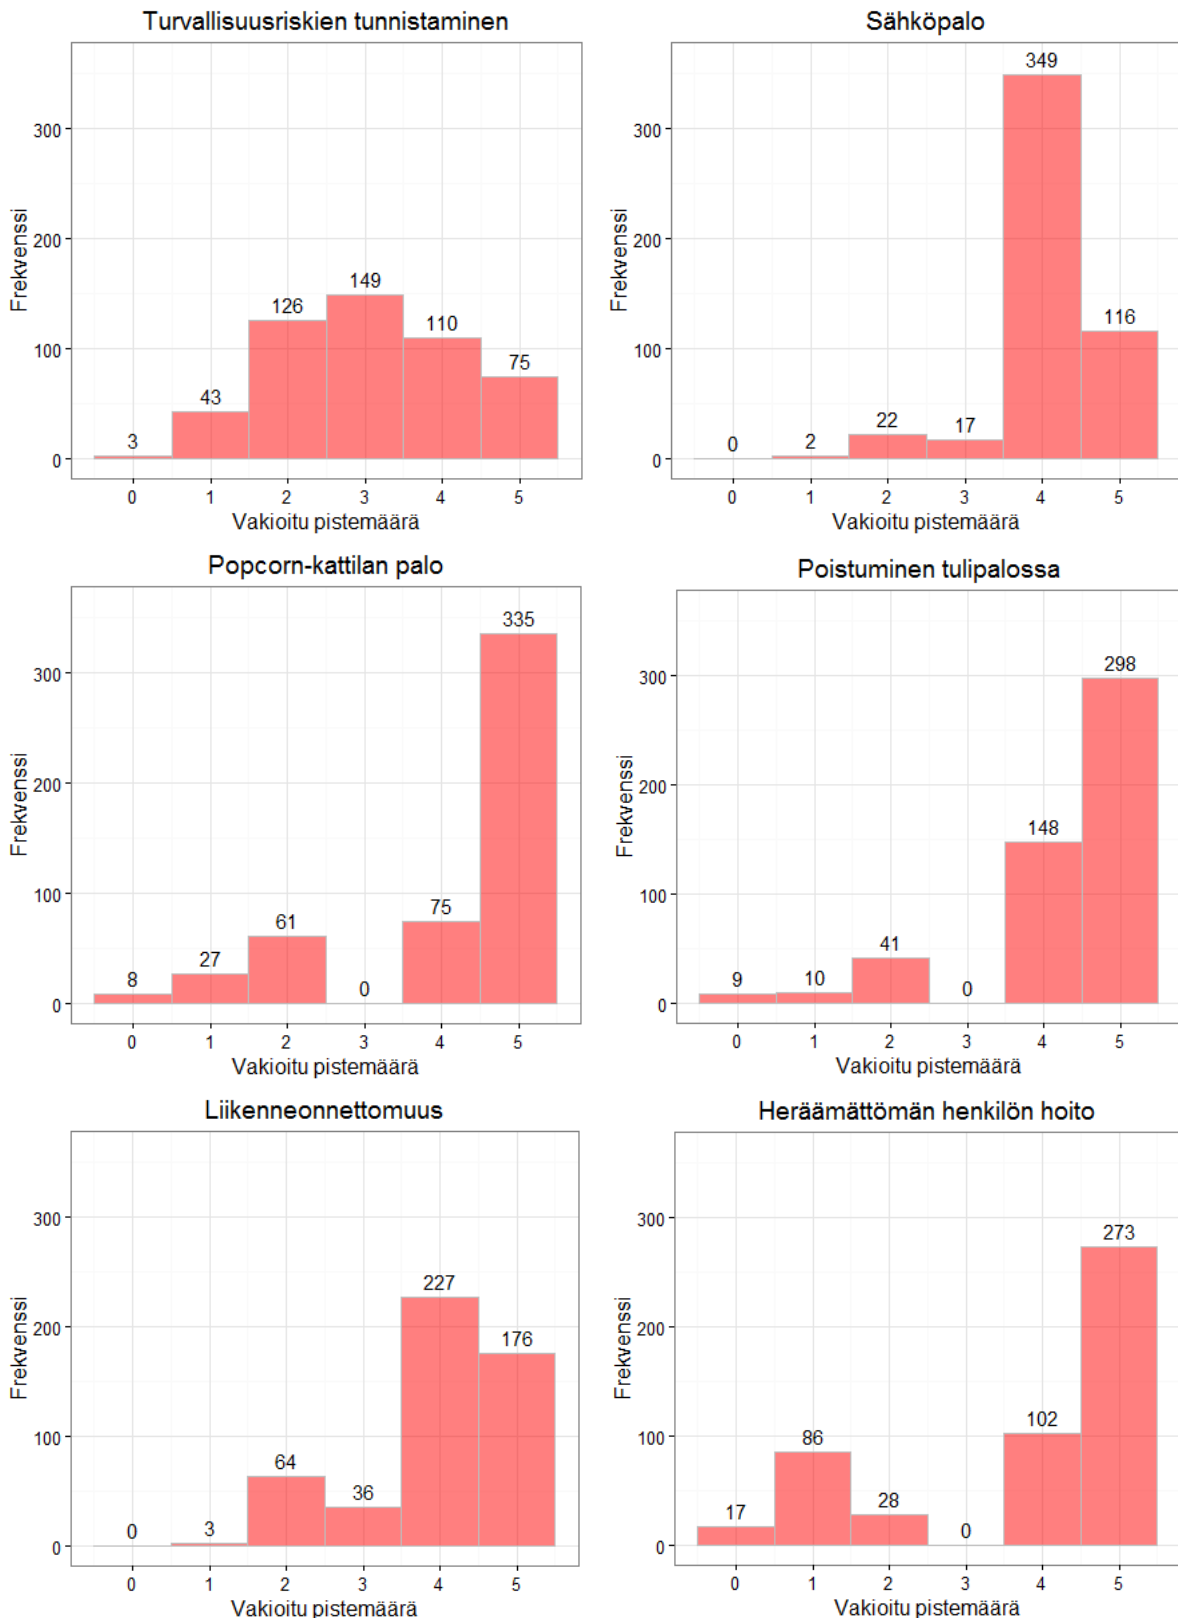 Turvallisuusriskien tunnistaminen
Frekvenssi
300
200
100
0
3
43
126
149
110
75
0 1 2 3 4 5
Vakioitu pistemäärä
Sähköpalo
Frekvenssi
300
200
100
0
0
2
22
17
349
116
0 1 2 3 4 5
Vakioitu pistemäärä
Popcorn-kattilan palo
Frekvenssi
300
200
100
0
8
27
61
0
75
335
0 1 2 3 4 5
Vakioitu pistemäärä
Poistuminen tulipalossa
Frekvenssi
300
200
100
0
9
10
41
0
148
298
0 1 2 3 4 5
Vakioitu pistemäärä
Liikenneonnettomuus
Frekvenssi
300
200
100
0
0
3
64
36
227
176
0 1 2 3 4 5
Vakioitu pistemäärä
Heräämättömän henkilön hoito
Frekvenssi
300
200
100
0
17
86
28
0
102
273
0 1 2 3 4 5
Vakioitu pistemäärä